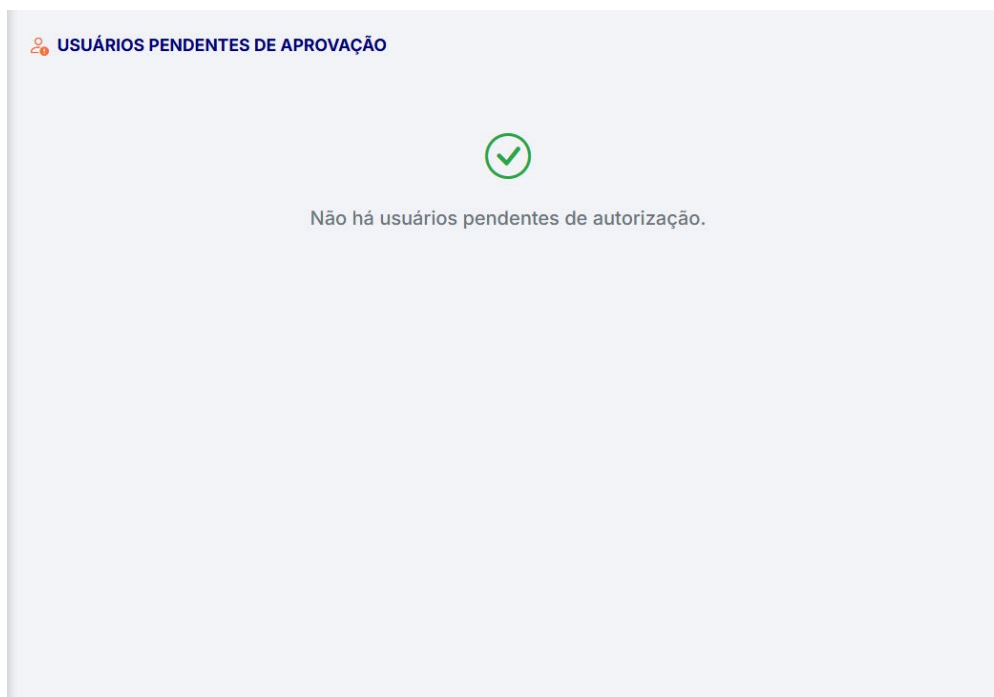 USUÁRIOS PENDENTES DE APROVAÇÃO
Não há usuários pendentes de autorização.